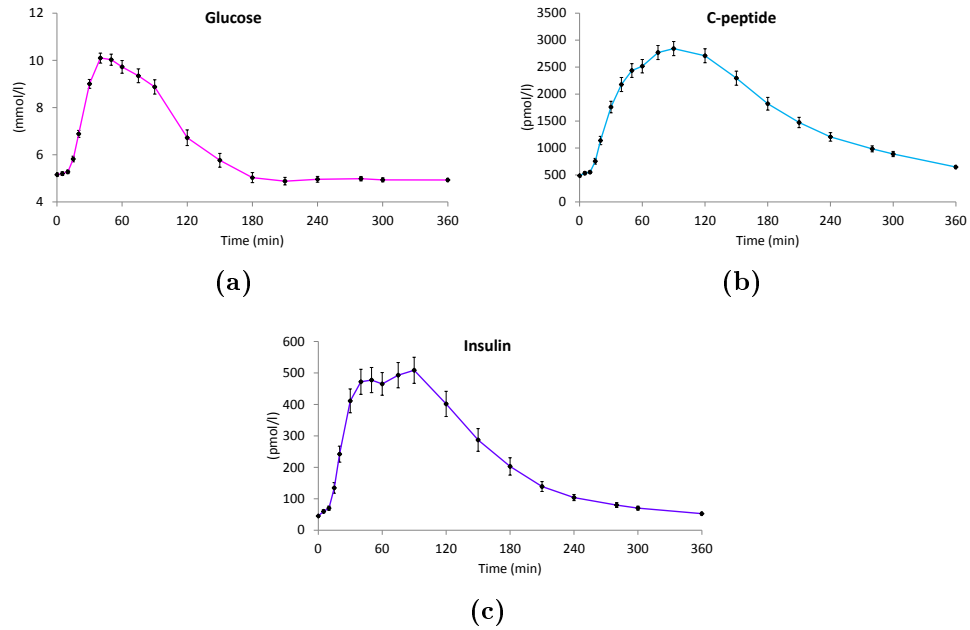 Glucose
(mmol/l)
12
10
8
6
4
0 60 120 180 240 300 360
Time (min)
(a)
C-peptide
(pmol/l)
3500
3000
2500
2000
1500
1000
500
0
0 60 120 180 240 300 360
Time (min)
(b)
Insulin
(pmol/l)
600
500
400
300
200
100
0
0 60 120 180 240 300 360
Time (min)
(c)